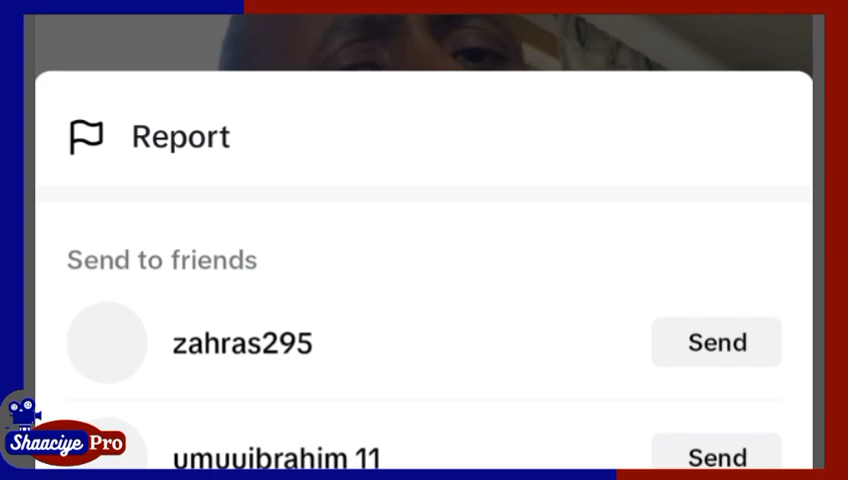 Report
Send to friends
zahras295
Send
umuuibrahim 11
Send
Shaaciye Pro